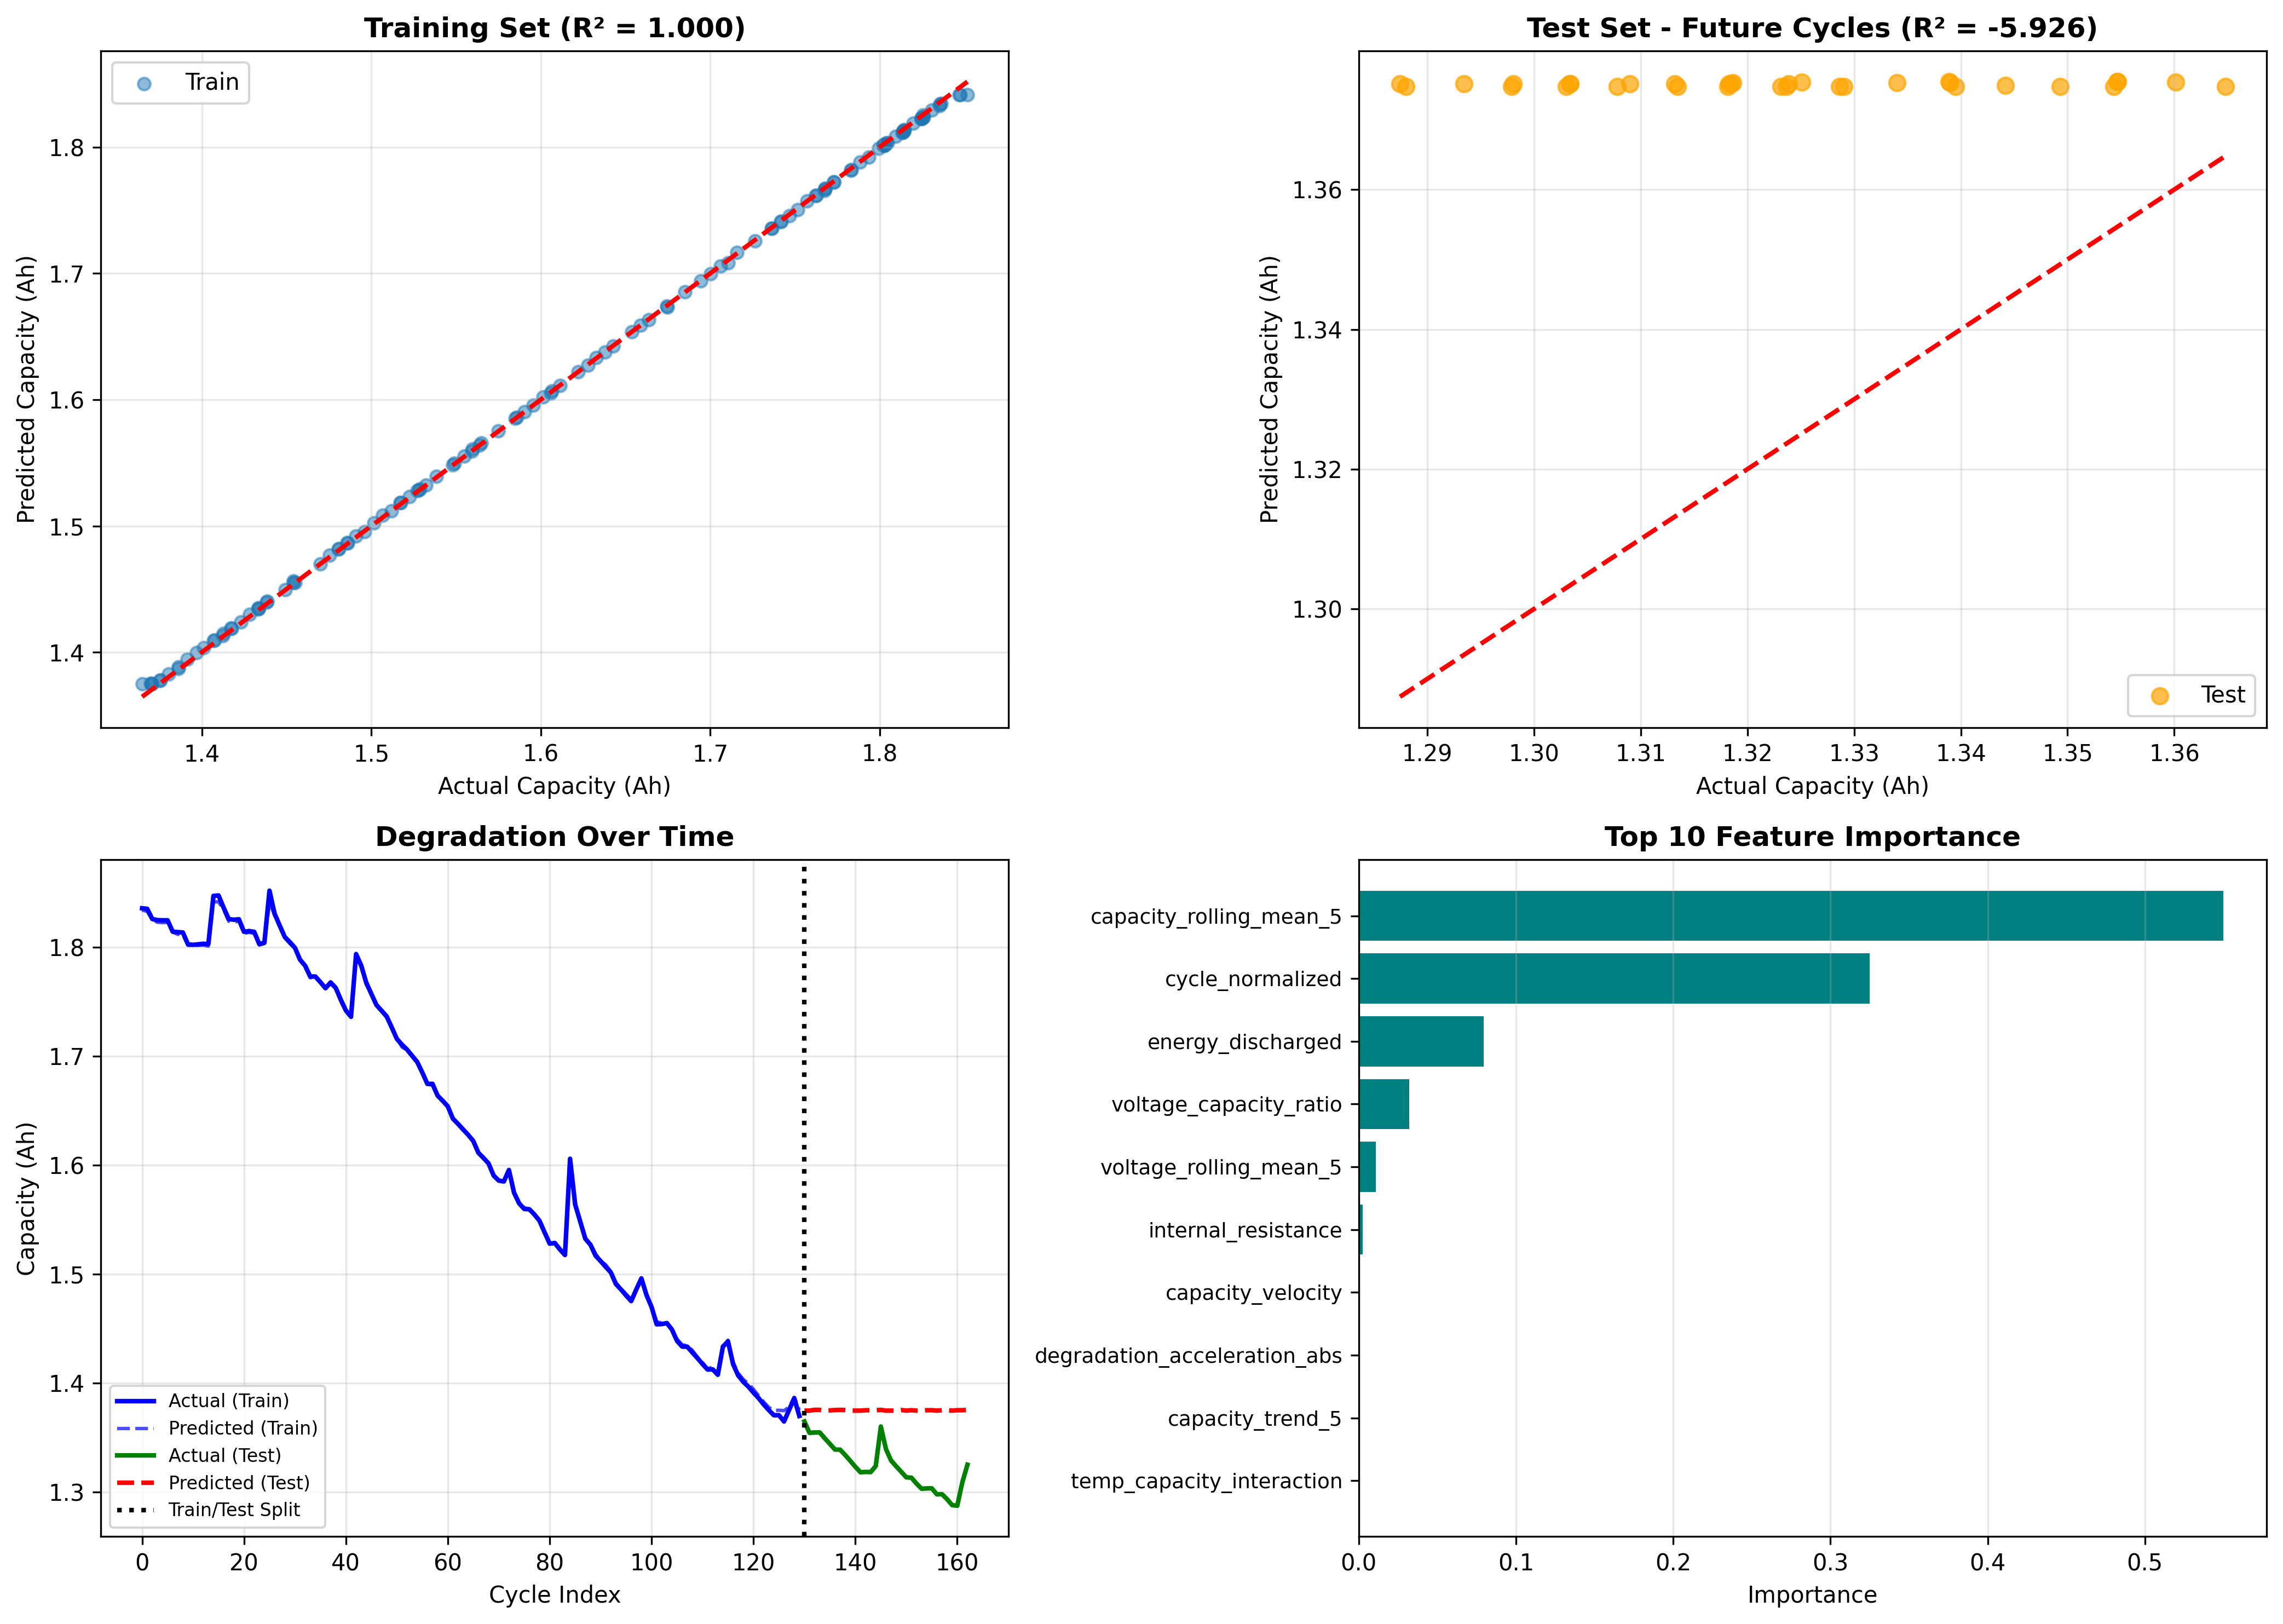 Training Set (R² = 1.000)
Train
1.8
1.7
1.6
1.5
1.4
Predicted Capacity (Ah)
1.4 1.5 1.6 1.7 1.8
Actual Capacity (Ah)
Test Set - Future Cycles (R² = -5.926)
1.36
1.34
1.32
1.30
Predicted Capacity (Ah)
Test
1.29 1.30 1.31 1.32 1.33 1.34 1.35 1.36
Actual Capacity (Ah)
Degradation Over Time
1.8
1.7
1.6
1.5
1.4
1.3
Capacity (Ah)
Actual (Train)
Predicted (Train)
Actual (Test)
Predicted (Test)
Train/Test Split
0 20 40 60 80 100 120 140 160
Cycle Index
Top 10 Feature Importance
capacity_rolling_mean_5
cycle_normalized
energy_discharged
voltage_capacity_ratio
voltage_rolling_mean_5
internal_resistance
capacity_velocity
degradation_acceleration_abs
capacity_trend_5
temp_capacity_interaction
0.0 0.1 0.2 0.3 0.4 0.5
Importance